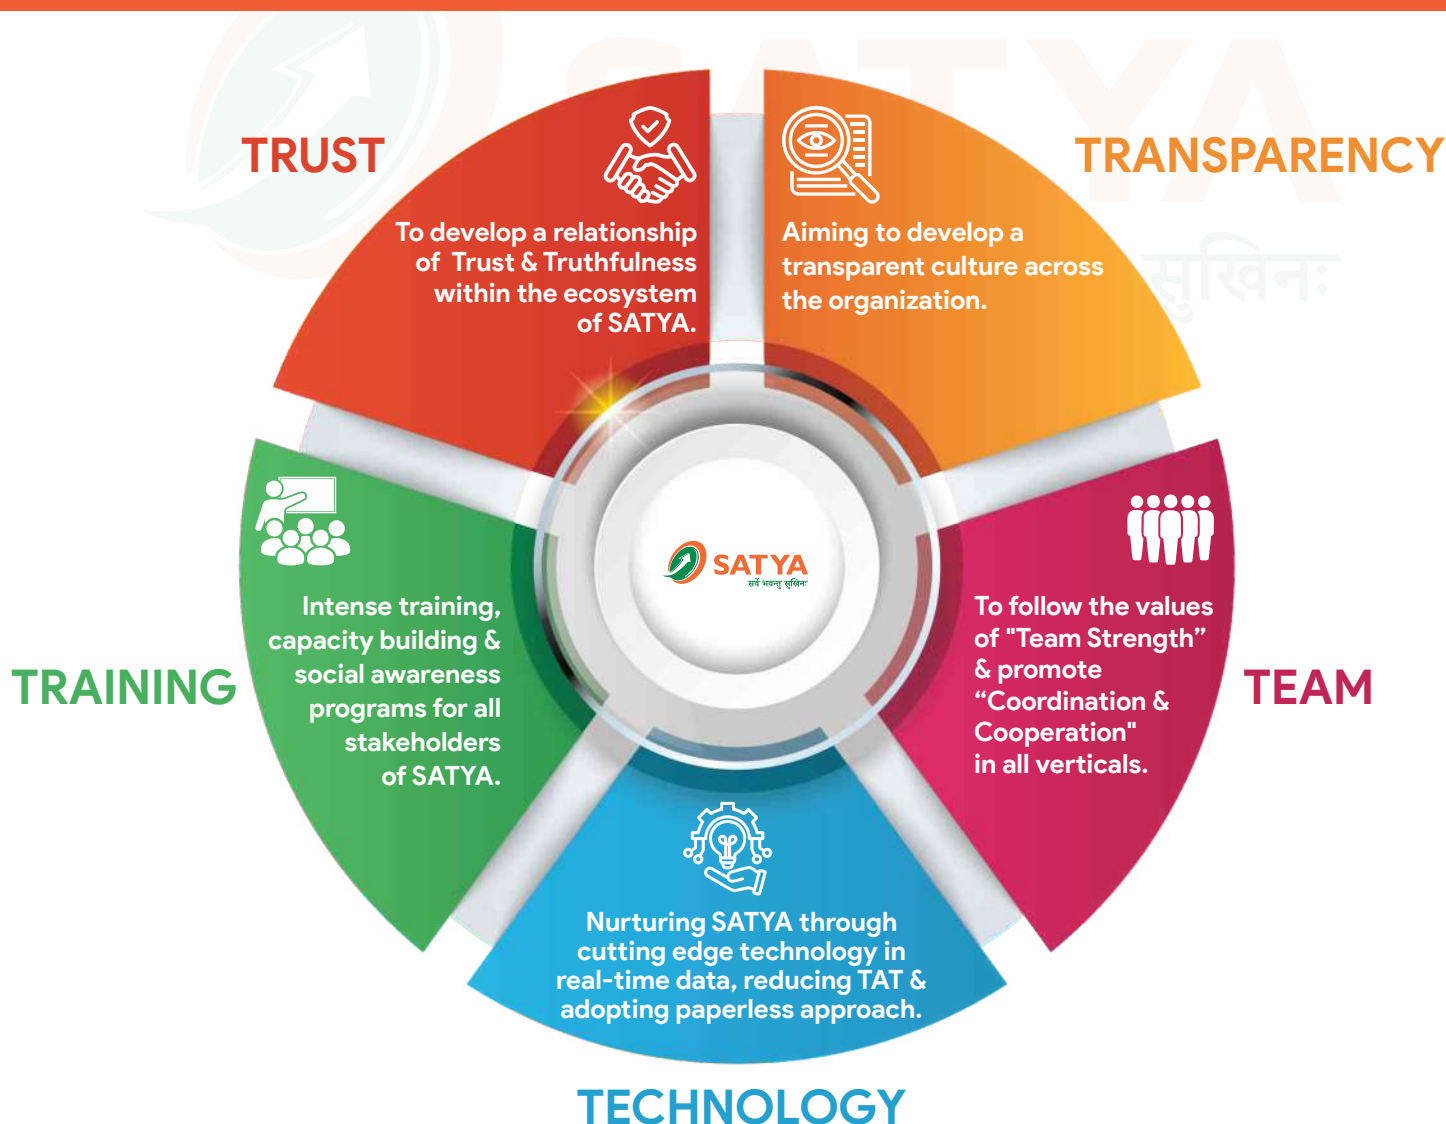 SATYA
सुखिनः
TRUST
To develop a relationship
of Trust & Truthfulness
within the ecosystem
of SATYA.
TRANSPARENCY
Aiming to develop a
transparent culture across
the organization.
TRAINING
Intense training,
capacity building &
social awareness
programs for all
stakeholders
of SATYA.
SATYA
सर्वे भवन्तु सुखिनः
To follow the values
of "Team Strength”
& promote
“Coordination &
Cooperation"
in all verticals.
TEAM
Nurturing SATYA through
cutting edge technology in
real-time data, reducing TAT &
adopting paperless approach.
TECHNOLOGY